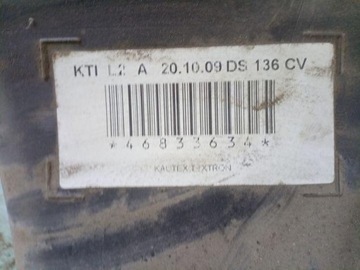 KTI L2 A 20.10.09 DS 136 CV
*46833634*
KAUTEX TEXTRON